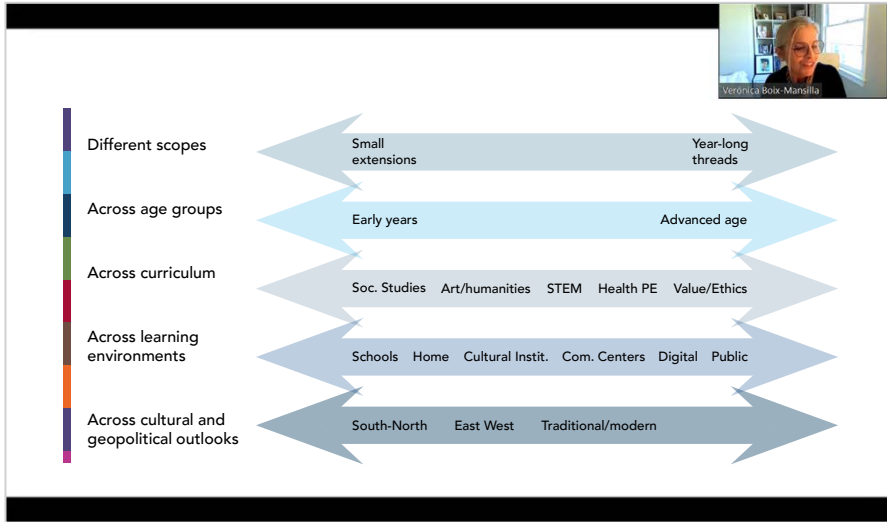 Verónica Boix-Mansilla
Different scopes
Small
extensions
Year-long
threads
Across age groups
Early years
Advanced age
Across curriculum
Soc. Studies
Art/humanities
STEM
Health PE
Value/Ethics
Across learning
environments
Schools
Home
Cultural Instit.
Com. Centers
Digital
Public
Across cultural and
geopolitical outlooks
South-North
East West
Traditional/modern